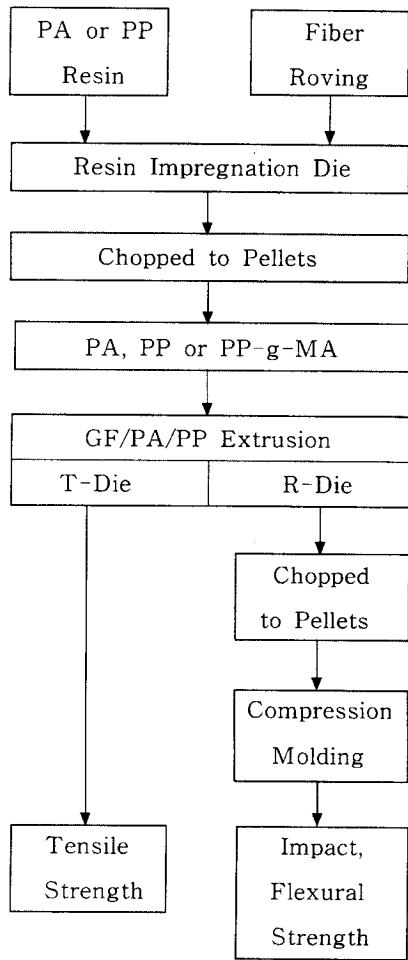 PA or PP
Resin
Fiber
Roving
Resin Impregnation Die
Chopped to Pellets
PA, PP or PP-g-MA
GF/PA/PP Extrusion
T-Die
R-Die
Chopped
to Pellets
Compression
Molding
Tensile
Strength
Impact,
Flexural
Strength